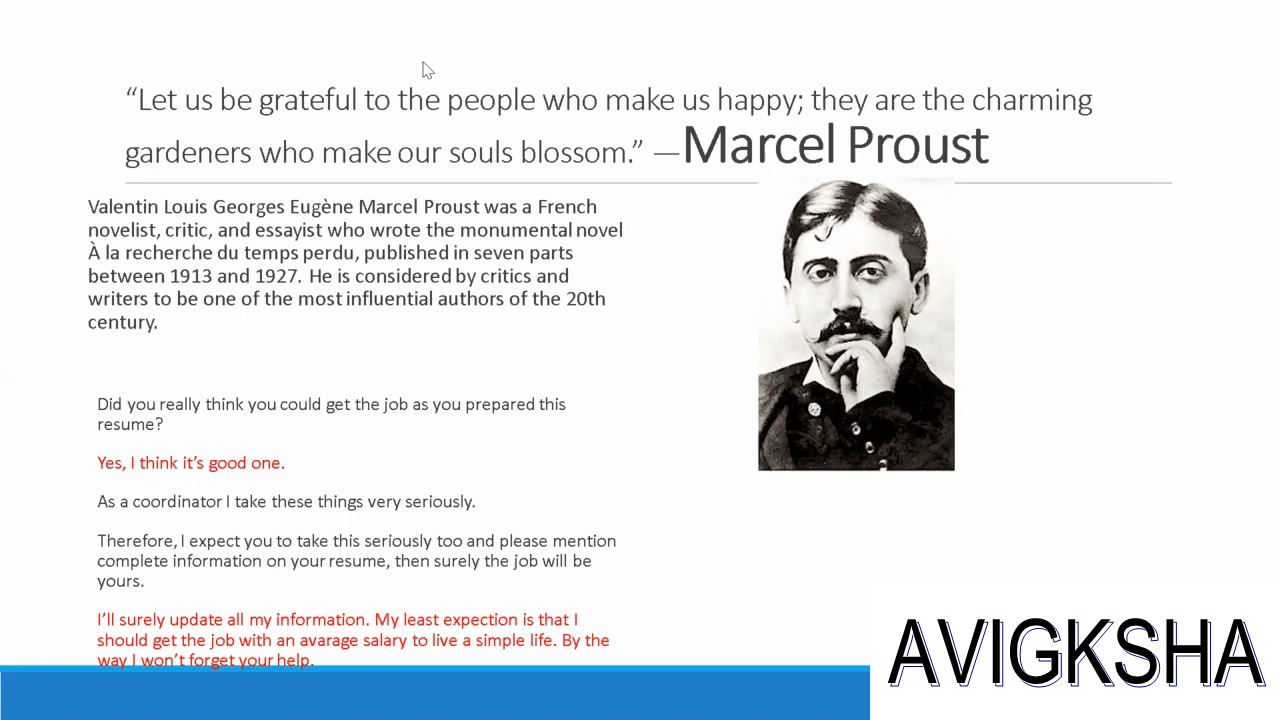 “Let us be grateful to the people who make us happy; they are the charming
gardeners who make our souls blossom.” —Marcel Proust
Valentin Louis Georges Eugène Marcel Proust was a French
novelist, critic, and essayist who wrote the monumental novel
À la recherche du temps perdu, published in seven parts
between 1913 and 1927. He is considered by critics and
writers to be one of the most influential authors of the 20th
century.
Did you really think you could get the job as you prepared this
resume?
Yes, I think it’s good one.
As a coordinator I take these things very seriously.
Therefore, I expect you to take this seriously too and please mention
complete information on your resume, then surely the job will be
yours.
I’ll surely update all my information. My least expection is that I
should get the job with an avarage salary to live a simple life. By the
way I won’t forget your help.
AVIGKSHA